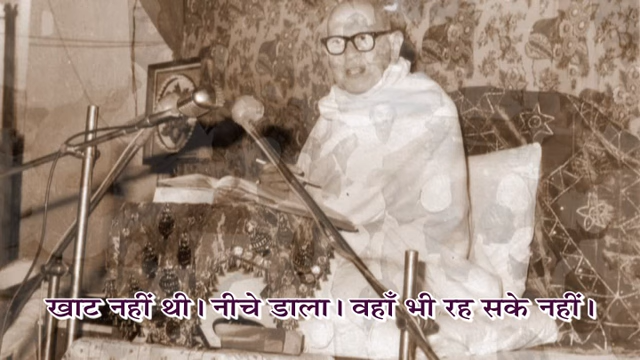 खाट नहीं थी। नीचे डाला। वहाँ भी रह सके नहीं।